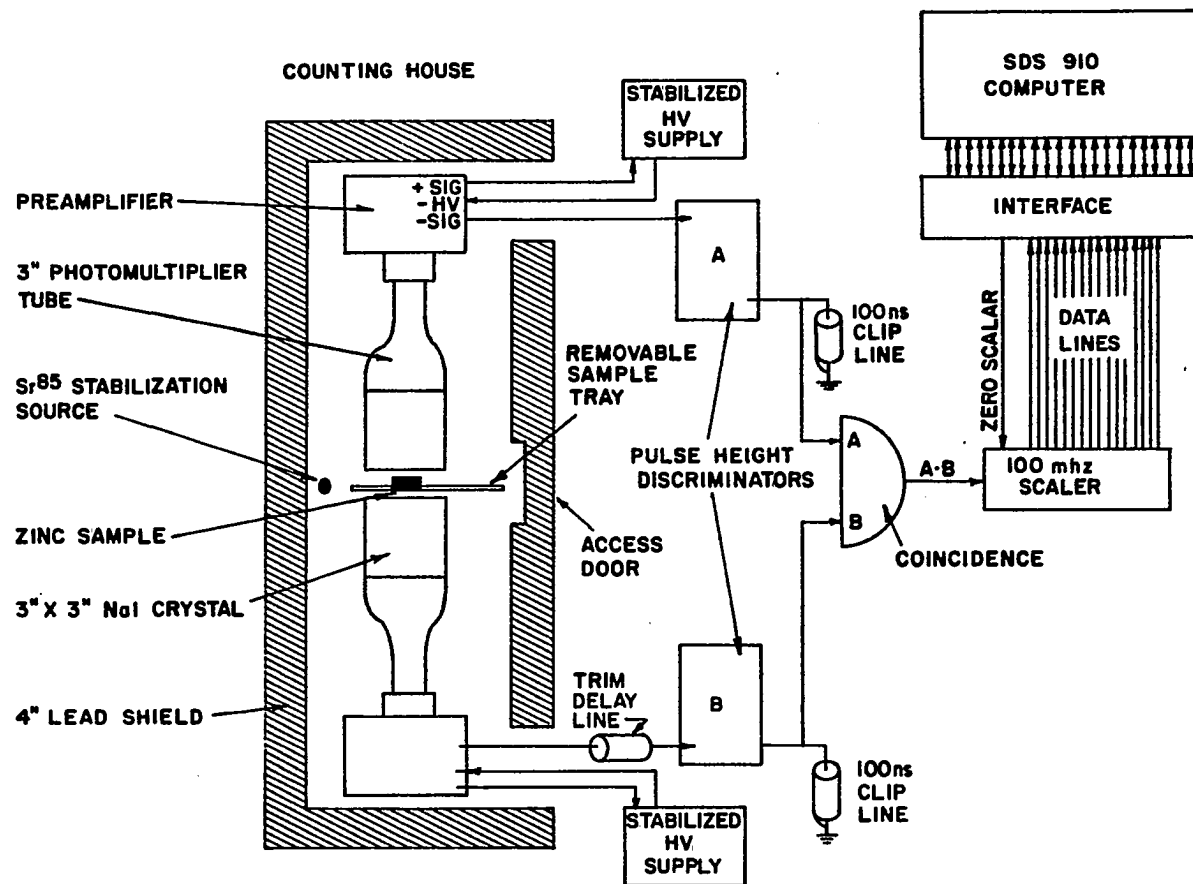 COUNTING HOUSE
STABILIZED
HV
SUPPLY
SDS 910
COMPUTER
PREAMPLIFIER
+ SIG
- HV
-SIG
INTERFACE
A
3" PHOTOMULTIPLIER
TUBE
100ns
CLIP
LINE
ZERO SCALAR
DATA
LINES
REMOVABLE
SAMPLE
TRAY
Sr85 STABILIZATION
SOURCE
PULSE HEIGHT
DISCRIMINATORS
A
B
A·B
100 mhz
SCALER
COINCIDENCE
ZINC SAMPLE
ACCESS
DOOR
3" X 3" NaI CRYSTAL
4" LEAD SHIELD
TRIM
DELAY
LINE
B
100ns
CLIP
LINE
STABILIZED
HV
SUPPLY